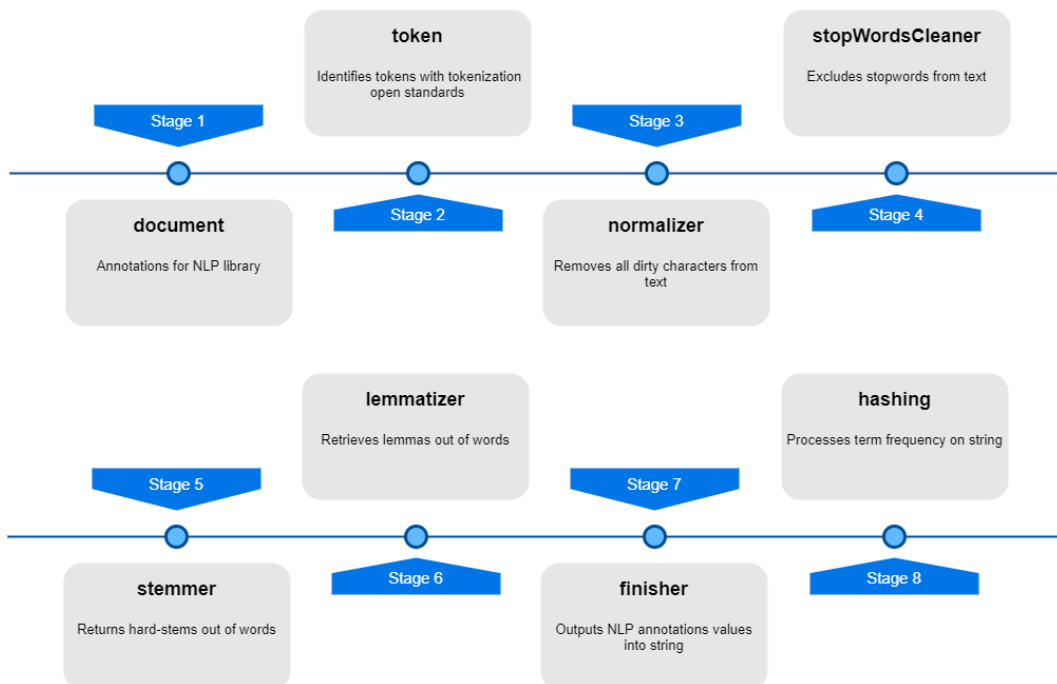 token
Identifies tokens with tokenization
open standards
stopWordsCleaner
Excludes stopwords from text
Stage 1
Stage 3
Stage 2
Stage 4
document
Annotations for NLP library
normalizer
Removes all dirty characters from
text
lemmatizer
Retrieves lemmas out of words
hashing
Processes term frequency on string
Stage 5
Stage 7
Stage 6
Stage 8
stemmer
Returns hard-stems out of words
finisher
Outputs NLP annotations values
into string